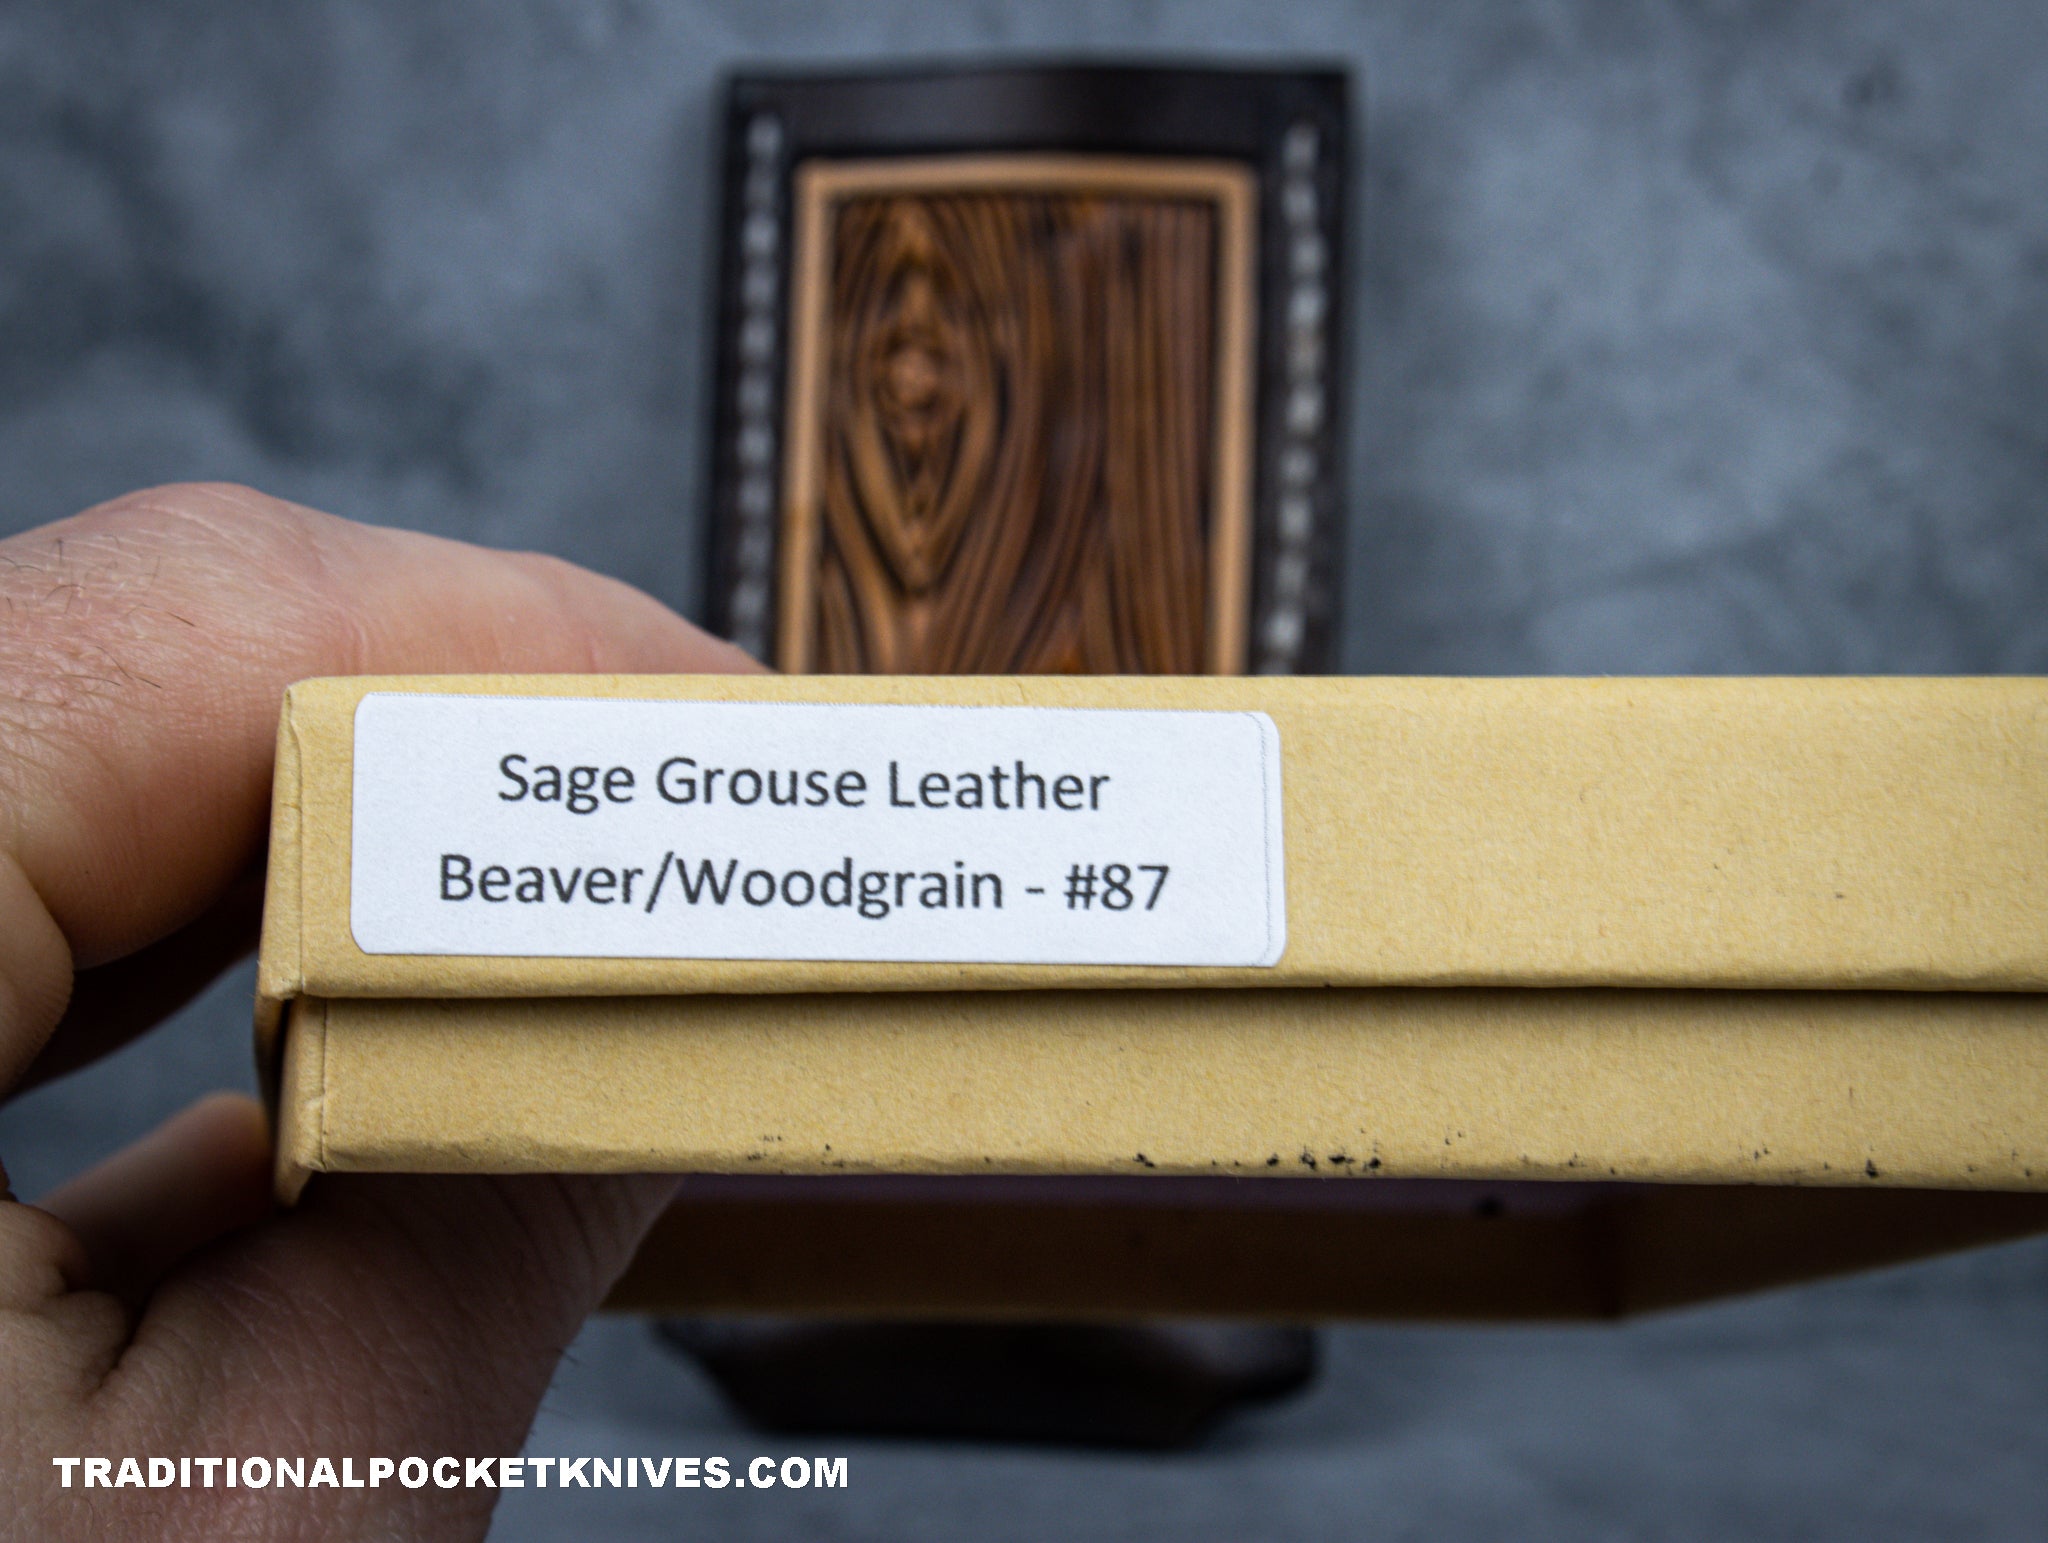 Sage Grouse Leather
Beaver/Woodgrain - #87
TRADITIONALPOCKETKNIVES.COM